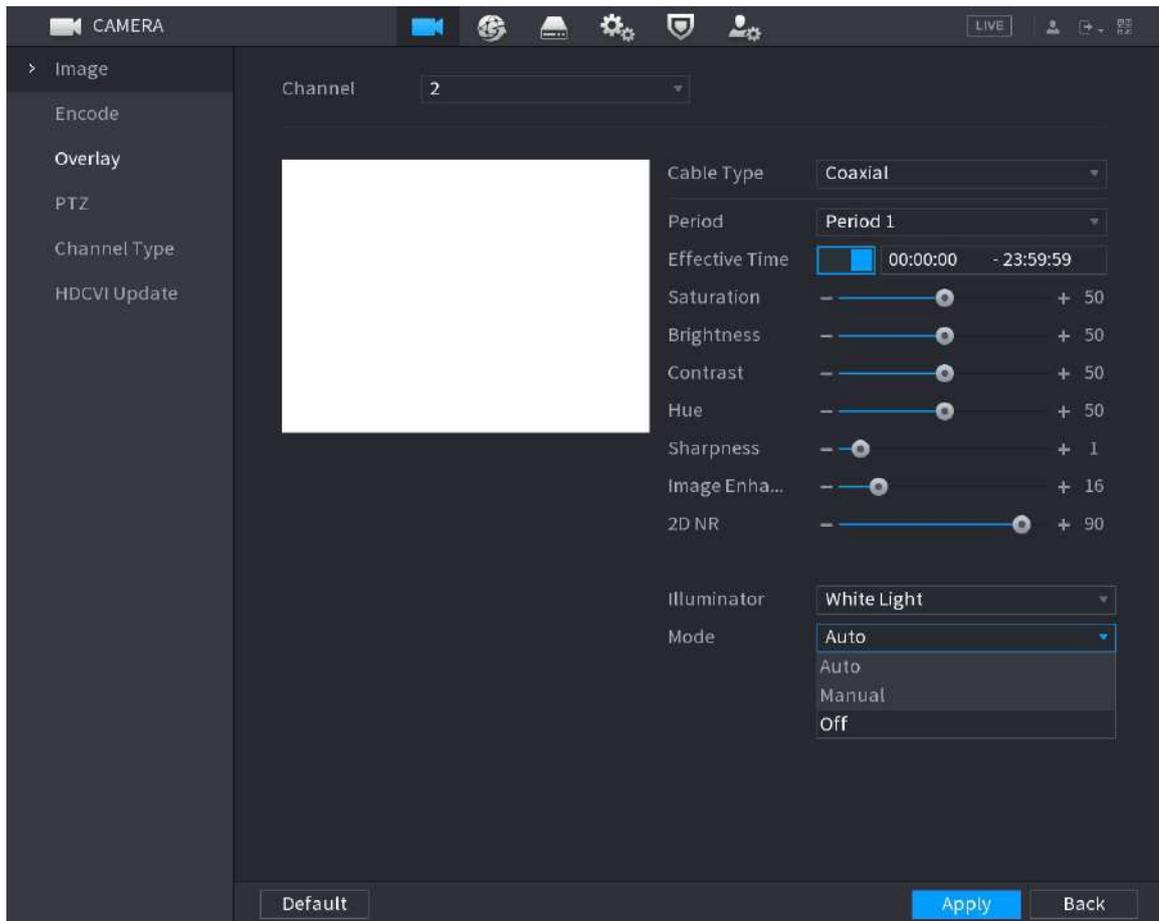 CAMERA
LIVE
Image
Encode
Overlay
PTZ
Channel Type
HDCVI Update
Channel 2
Cable Type Coaxial
Period Period 1
Effective Time 00:00:00 - 23:59:59
Saturation 50
Brightness 50
Contrast 50
Hue 50
Sharpness 1
Image Enha... 16
2D NR 90
Illuminator White Light
Mode Auto
Auto
Manual
Off
Default Apply Back